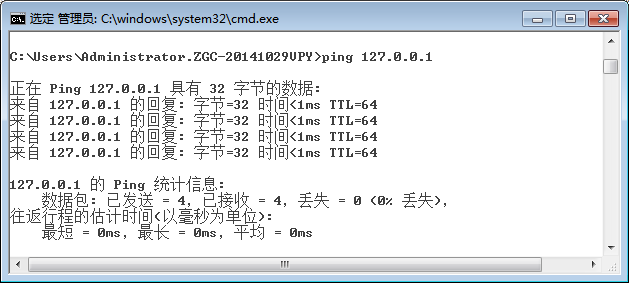 选定 管理员: C:\windows\system32\cmd.exe
C:\Users\Administrator.ZGC-20141029VPY>ping 127.0.0.1
正在 Ping 127.0.0.1 具有 32 字节的数据:
来自 127.0.0.1 的回复: 字节=32 时间<1ms TTL=64
来自 127.0.0.1 的回复: 字节=32 时间<1ms TTL=64
来自 127.0.0.1 的回复: 字节=32 时间<1ms TTL=64
来自 127.0.0.1 的回复: 字节=32 时间<1ms TTL=64
127.0.0.1 的 Ping 统计信息:
数据包: 已发送 = 4, 已接收 = 4, 丢失 = 0 (0% 丢失),
往返行程的估计时间(以毫秒为单位):
最短 = 0ms, 最长 = 0ms, 平均 = 0ms